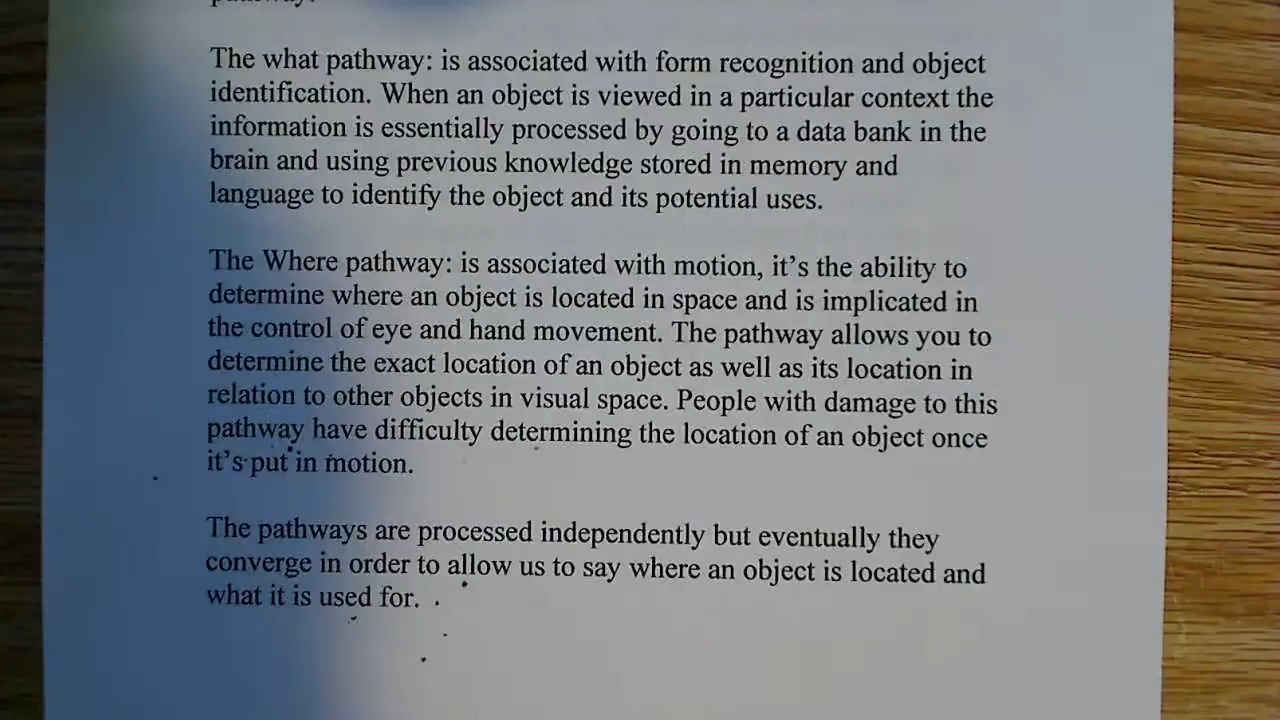 pathway.
The what pathway: is associated with form recognition and object
identification. When an object is viewed in a particular context the
information is essentially processed by going to a data bank in the
brain and using previous knowledge stored in memory and
language to identify the object and its potential uses.
The Where pathway: is associated with motion, it’s the ability to
determine where an object is located in space and is implicated in
the control of eye and hand movement. The pathway allows you to
determine the exact location of an object as well as its location in
relation to other objects in visual space. People with damage to this
pathway have difficulty determining the location of an object once
it’s put in motion.
The pathways are processed independently but eventually they
converge in order to allow us to say where an object is located and
what it is used for.